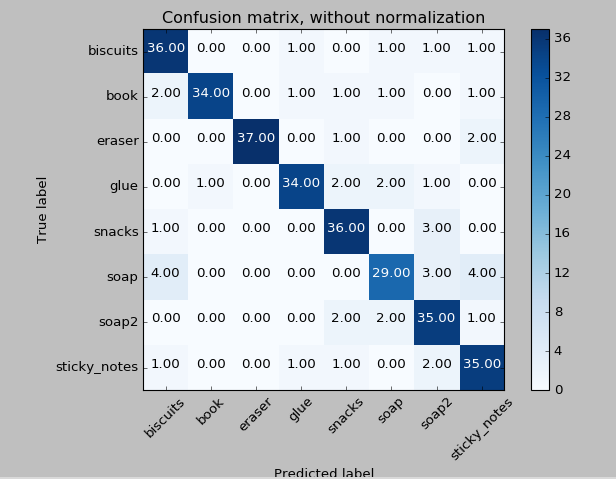 Confusion matrix, without normalization
biscuits 36.00 0.00 0.00 1.00 0.00 1.00 1.00 1.00
book 2.00 34.00 0.00 1.00 1.00 1.00 0.00 1.00
eraser 0.00 0.00 37.00 0.00 1.00 0.00 0.00 2.00
glue 0.00 1.00 0.00 34.00 2.00 2.00 1.00 0.00
snacks 1.00 0.00 0.00 0.00 36.00 0.00 3.00 0.00
soap 4.00 0.00 0.00 0.00 0.00 29.00 3.00 4.00
soap2 0.00 0.00 0.00 0.00 2.00 2.00 35.00 1.00
sticky_notes 1.00 0.00 0.00 1.00 1.00 0.00 2.00 35.00
biscuits book eraser glue snacks soap soap2 sticky_notes
True label
Predicted label
36
32
28
24
20
16
12
8
4
0